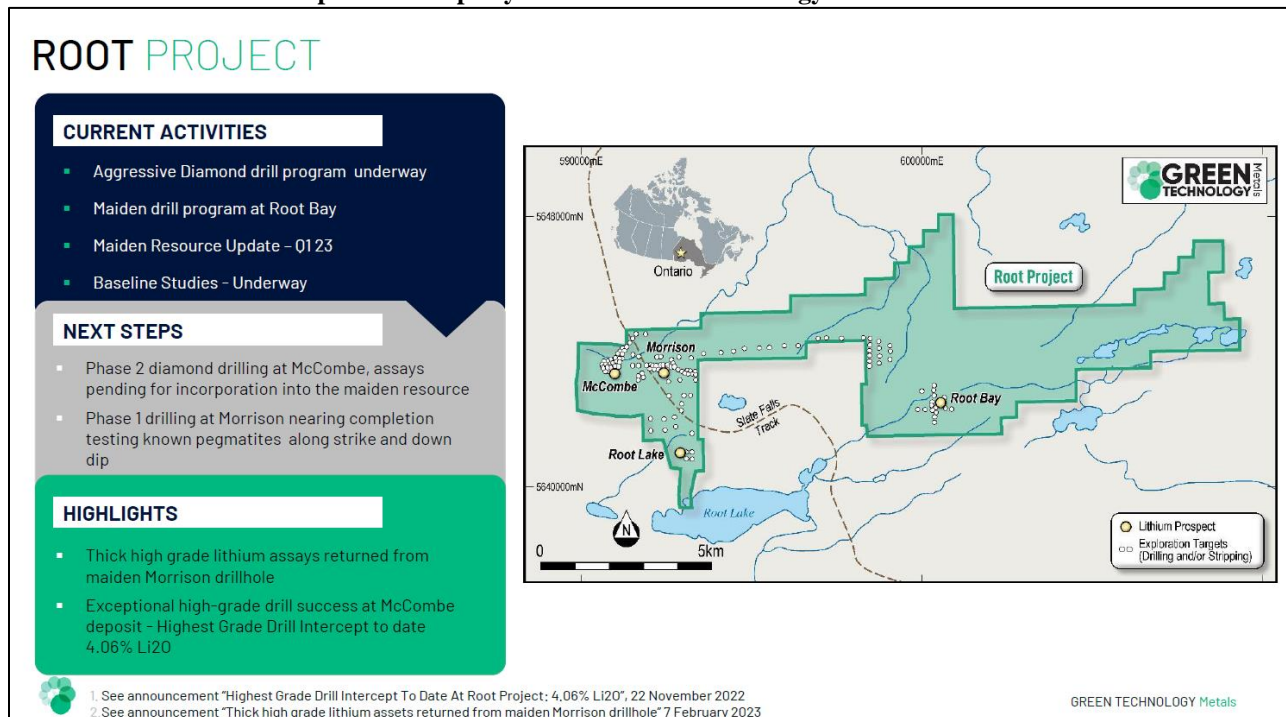 ROOT PROJECT
CURRENT ACTIVITIES
▪ Aggressive Diamond drill program underway
▪ Maiden drill program at Root Bay
▪ Maiden Resource Update – Q1 23
▪ Baseline Studies - Underway
NEXT STEPS
▪ Phase 2 diamond drilling at McCombe, assays
pending for incorporation into the maiden resource
▪ Phase 1 drilling at Morrison nearing completion
testing known pegmatites along strike and down
dip
HIGHLIGHTS
▪ Thick high grade lithium assays returned from
maiden Morrison drillhole
▪ Exceptional high-grade drill success at McCombe
deposit - Highest Grade Drill Intercept to date
4.06% Li2O
590000mE
600000mE
GREEN
TECHNOLOGY
Metals
5648000mN
Ontario
Root Project
Morrison
McCombe
Root Bay
Slate Falls
Track
Root Lake
5640000mN
Root Lake
N
0 5km
Lithium Prospect
Exploration Targets
(Drilling and/or Stripping)
1. See announcement "Highest Grade Drill Intercept To Date At Root Project; 4.06% Li2O", 22 November 2022
2. See announcement "Thick high grade lithium assets returned from maiden Morrison drillhole" 7 February 2023
GREEN TECHNOLOGY Metals